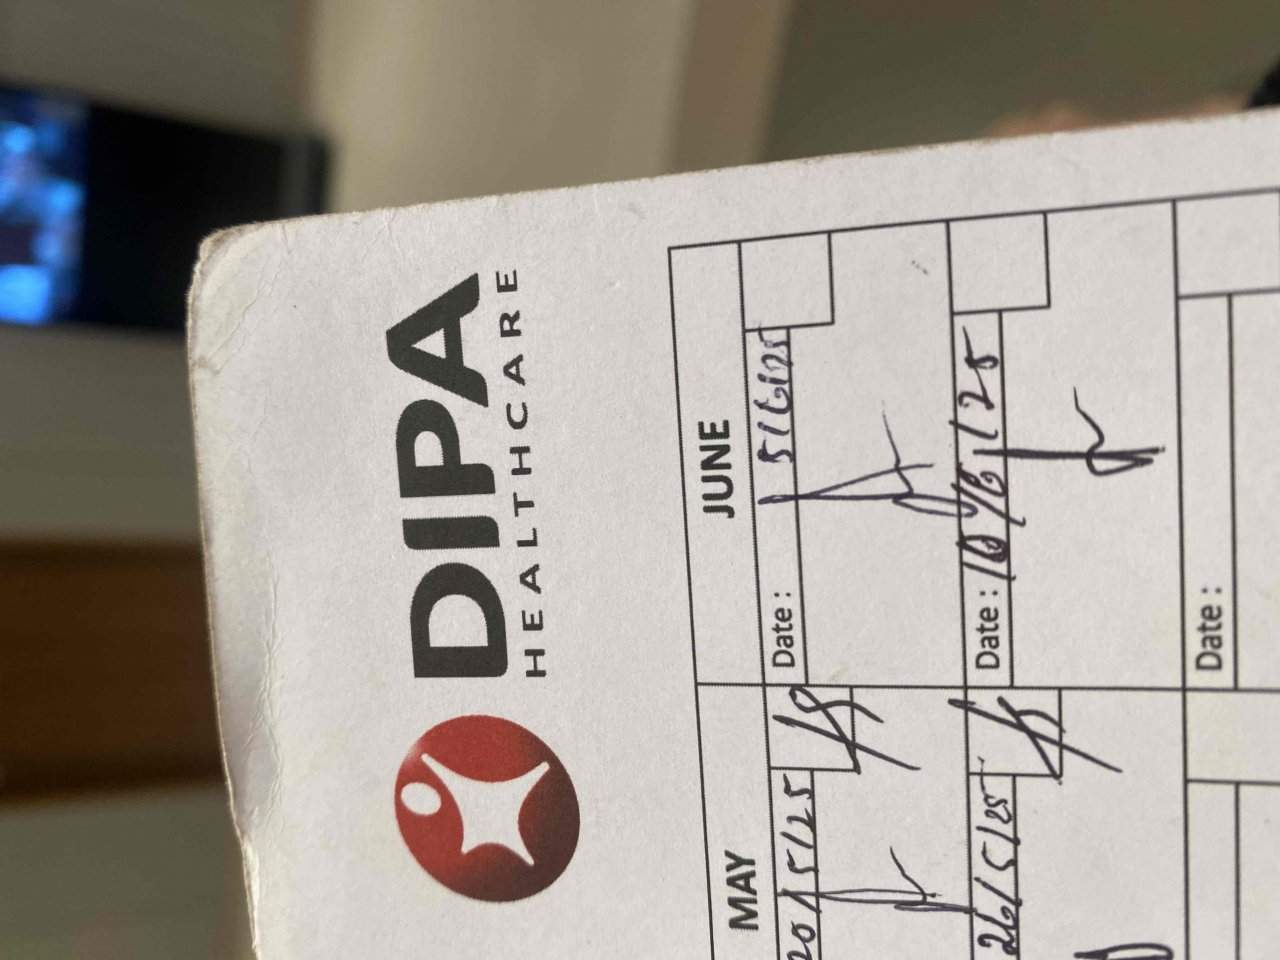 DIPA
HEALTHCARE
MAY
JUNE
20/5/25
Date : 5/6/25
26/5/25
Date : 10/6/25
Date :